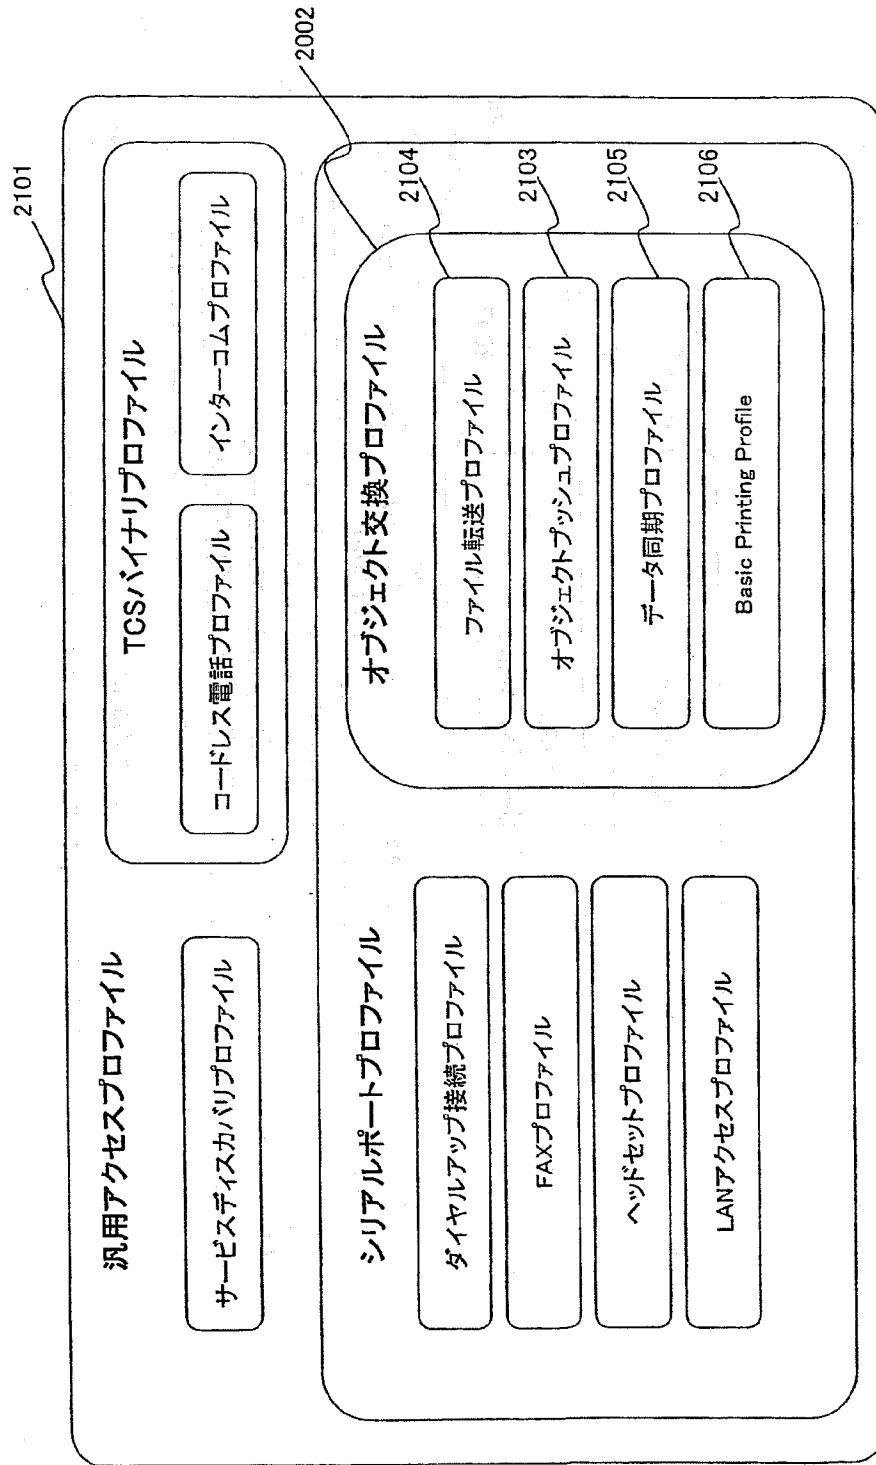 2101
汎用アクセスプロファイル
サービスディスカバリプロファイル
TCSバイナリプロファイル
コードレス電話プロファイル
インターコムプロファイル
2002
シリアルポートプロファイル
ダイヤルアップ接続プロファイル
FAXプロファイル
ヘッドセットプロファイル
LANアクセスプロファイル
オブジェクト交換プロファイル
ファイル転送プロファイル
2104
オブジェクトプッシュプロファイル
2103
データ同期プロファイル
2105
Basic Printing Profile
2106